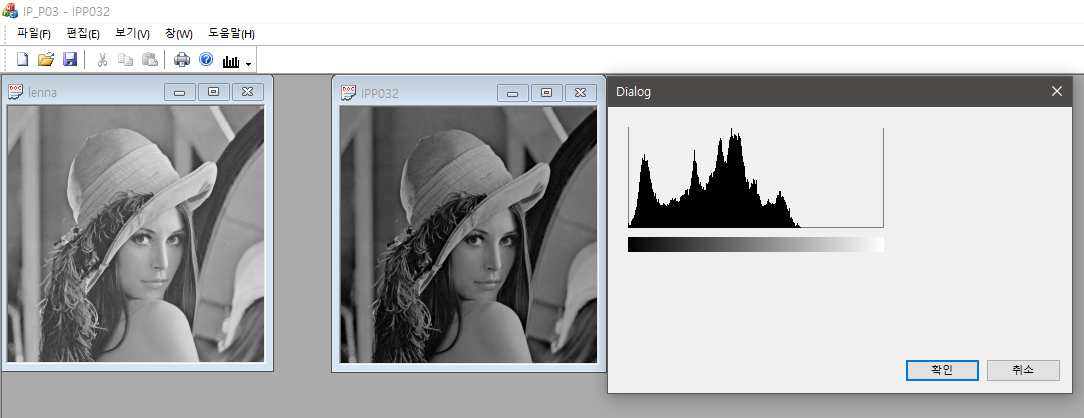 IP_P03 - IPP032
파일(F) 편집(E) 보기(V) 창(W) 도움말(H)
lenna
IPP032
Dialog
확인 취소